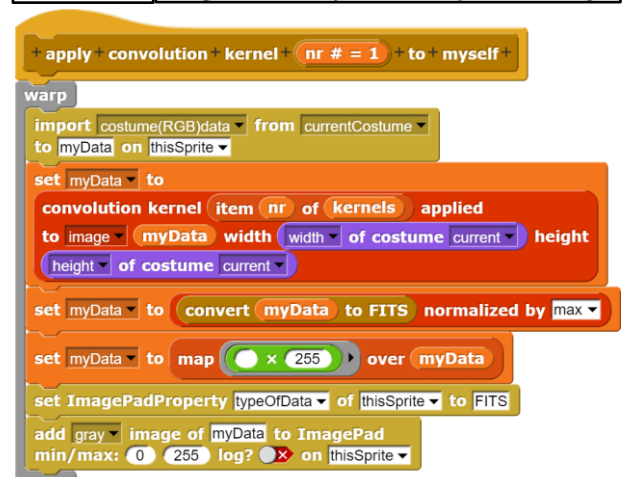 + apply + convolution + kernel + nr # = 1 + to + myself +
warp
import costume(RGB)data from currentCostume
to myData on thisSprite
set myData to
convolution kernel item nr of kernels applied
to image myData width width of costume current height
height of costume current
set myData to convert myData to FITS normalized by max
set myData to map × 255 over myData
set ImagePadProperty typeOfData of thisSprite to FITS
add gray image of myData to ImagePad
min/max: 0 255 log? on thisSprite